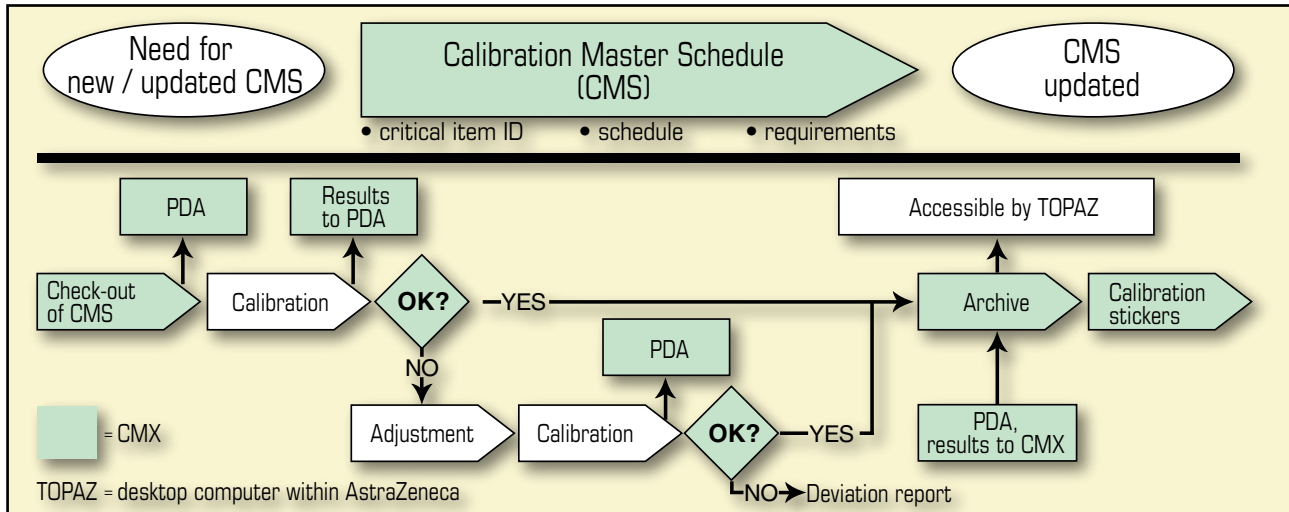 Need for
new / updated CMS
Calibration Master Schedule
(CMS)
CMS
updated
• critical item ID
• schedule
• requirements
PDA
Results
to PDA
Accessible by TOPAZ
Check-out
of CMS
Calibration
OK?
YES
Archive
Calibration
stickers
NO
PDA
Adjustment
Calibration
OK?
YES
PDA,
results to CMX
= CMX
NO
Deviation report
TOPAZ = desktop computer within AstraZeneca